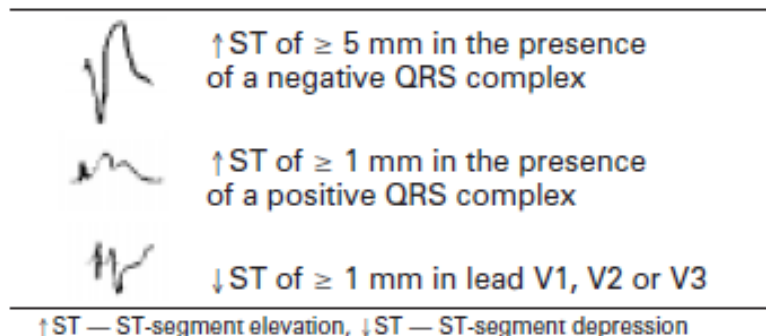 ↑ST of ≥ 5 mm in the presence
of a negative QRS complex
↑ST of ≥ 1 mm in the presence
of a positive QRS complex
↓ST of ≥ 1 mm in lead V1, V2 or V3
↑ST — ST-segment elevation, ↓ST — ST-segment depression